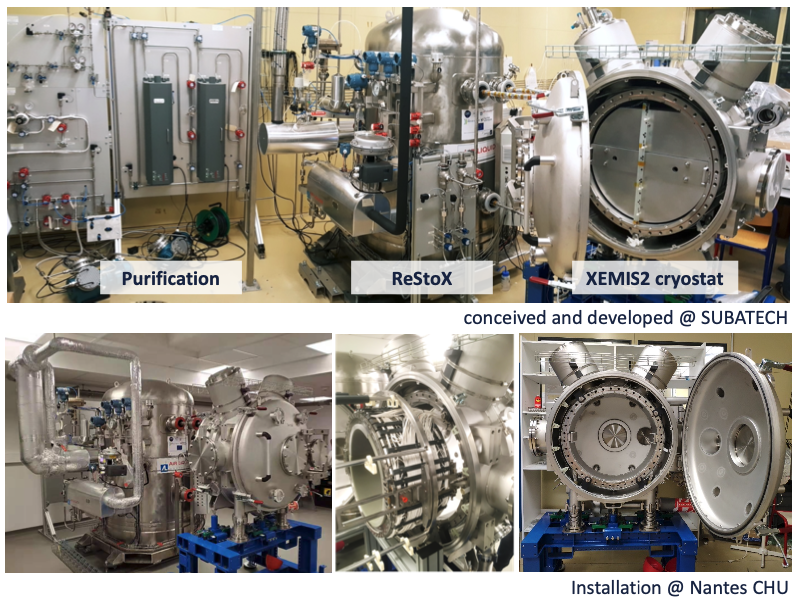 Purification
ReStoX
XEMIS2 cryostat
conceived and developed @ SUBATECH
Installation @ Nantes CHU